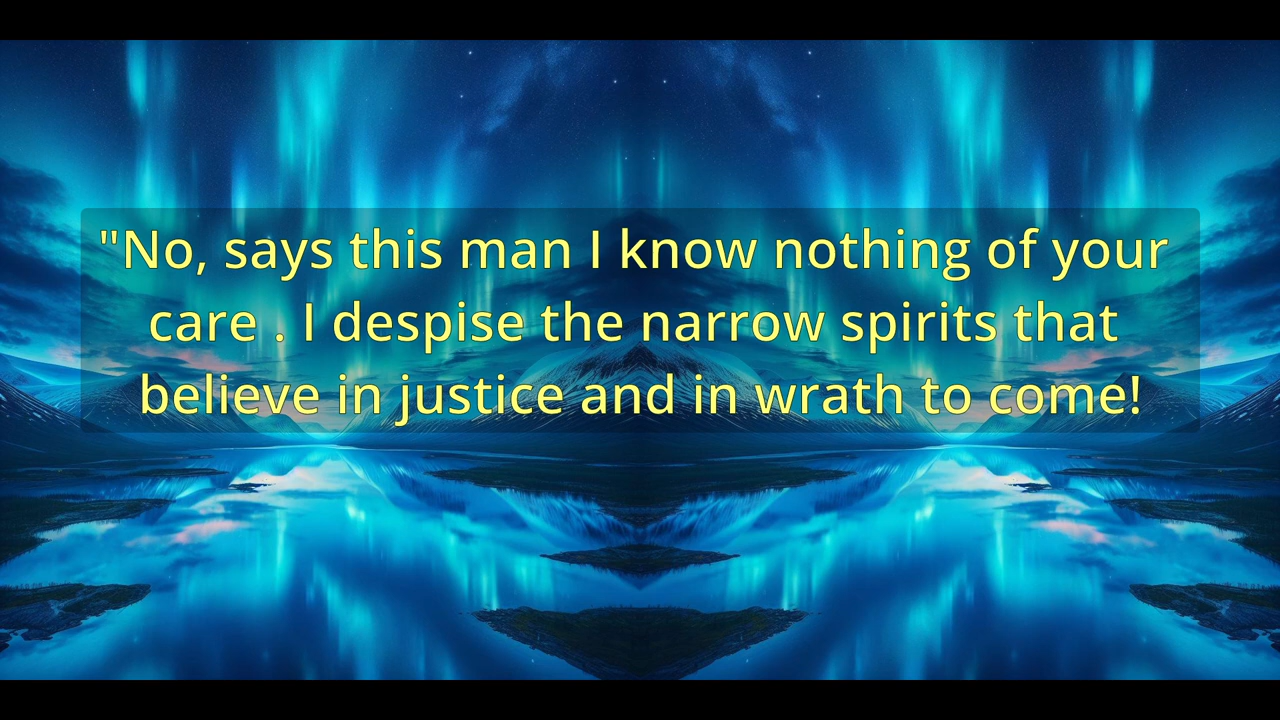 "No, says this man I know nothing of your
care . I despise the narrow spirits that
believe in justice and in wrath to come!